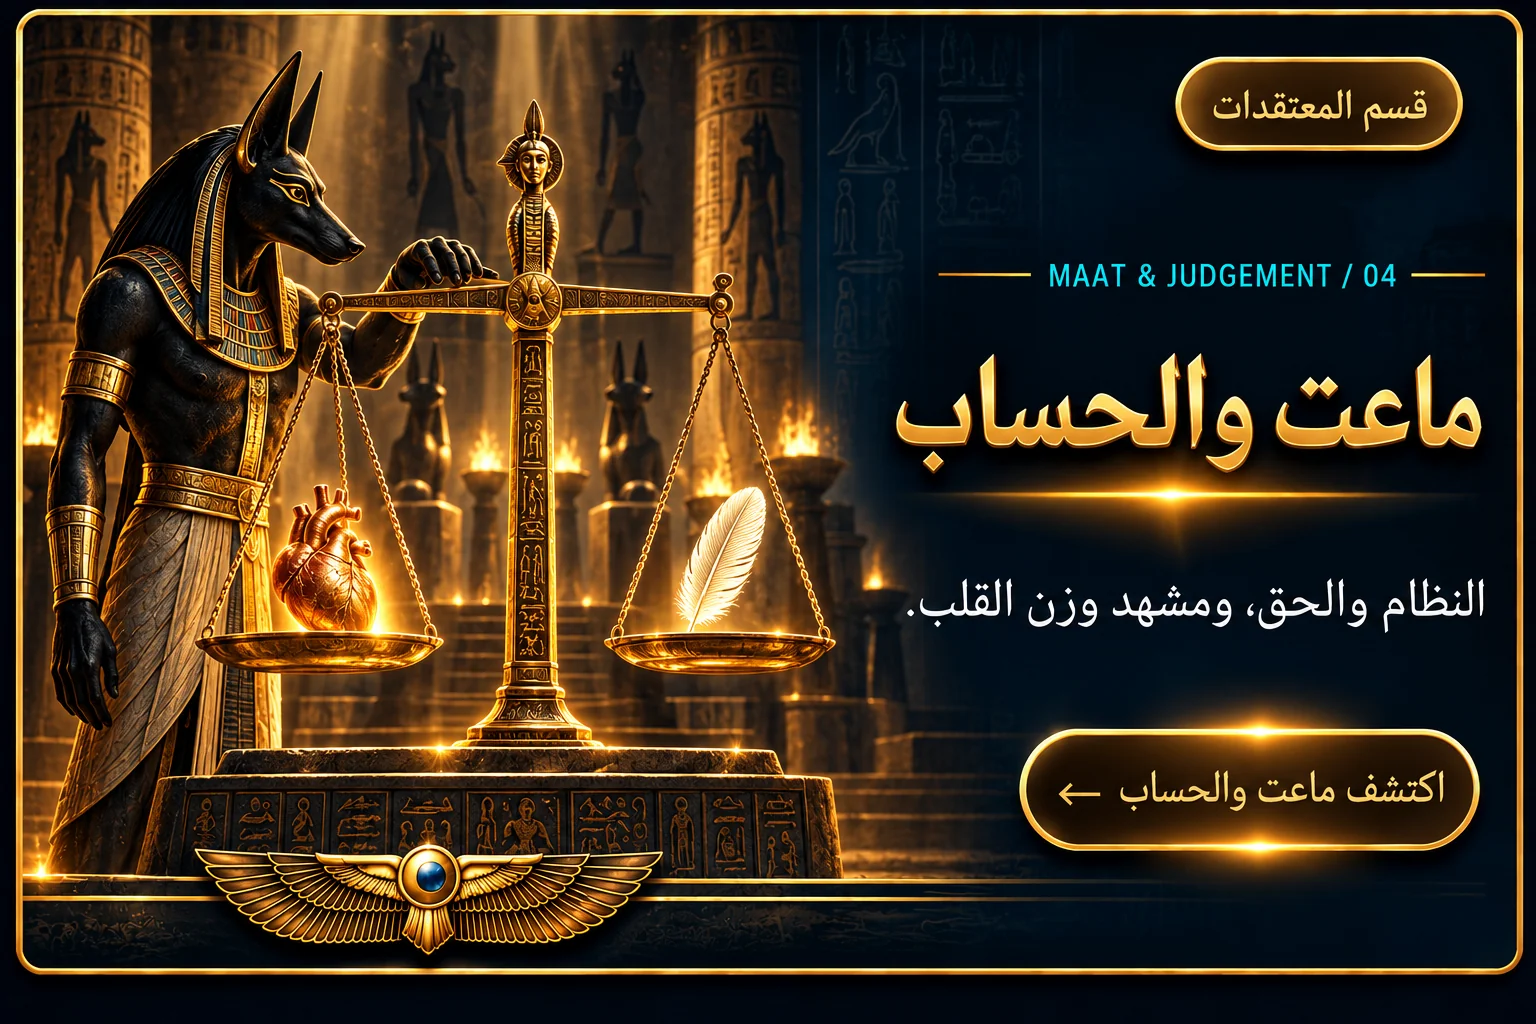 قسم المعتقدات
MAAT & JUDGEMENT / 04
ماعت والحساب
النظام والحق، ومشهد وزن القلب.
اكتشف ماعت والحساب ←